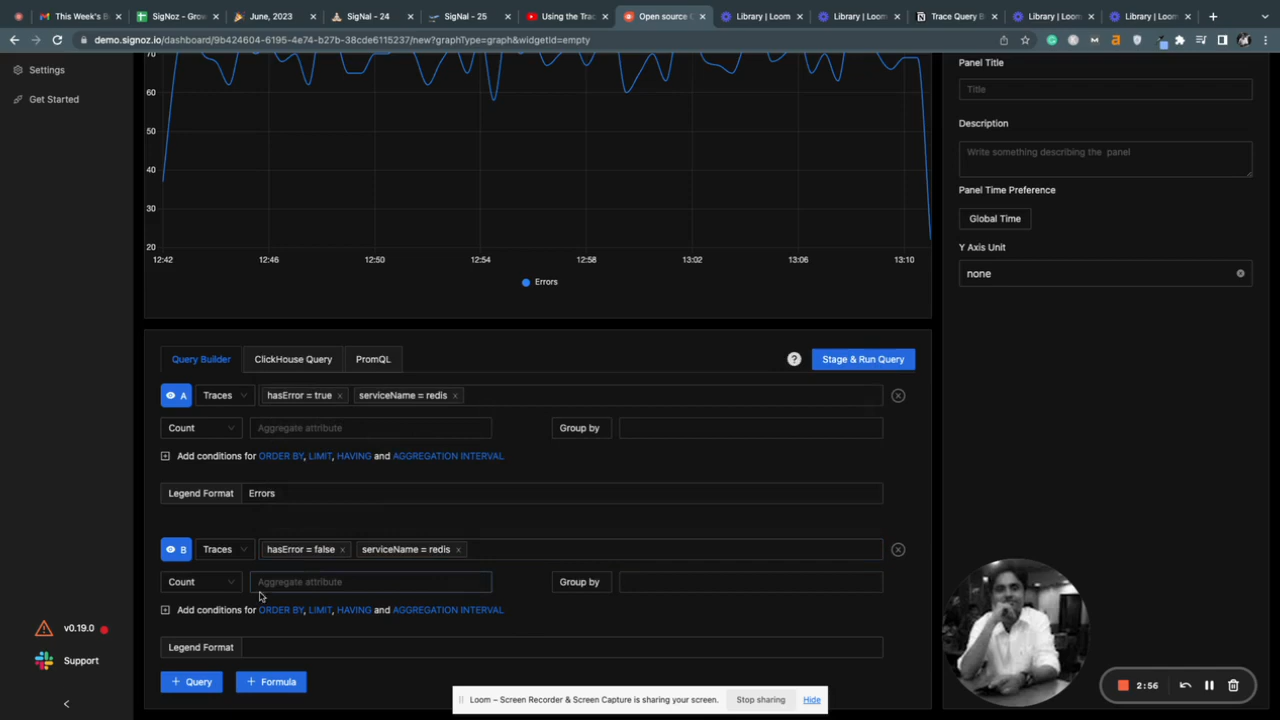 This Week's B
SigNoz - Grow
June, 2023
SigNal - 24
SigNal - 25
Using the Trac
Open source O
Library | Loom
Library | Loom
Trace Query B
Library | Loom
Library | Loom
demo.signoz.io/dashboard/9b424604-6195-4e74-b27b-38cde6115237/new?graphType=graph&widgetId=empty
Settings
Get Started
70
60
50
40
30
20
12:42
12:46
12:50
12:54
12:58
13:02
13:06
13:10
Errors
Panel Title
Title
Description
Write something describing the panel
Panel Time Preference
Global Time
Y Axis Unit
none
Query Builder
ClickHouse Query
PromQL
Stage & Run Query
A
Traces
hasError = true
serviceName = redis
Count
Aggregate attribute
Group by
Add conditions for ORDER BY, LIMIT, HAVING and AGGREGATION INTERVAL
Legend Format
Errors
B
Traces
hasError = false
serviceName = redis
Count
Aggregate attribute
Group by
Add conditions for ORDER BY, LIMIT, HAVING and AGGREGATION INTERVAL
Legend Format
+ Query
+ Formula
v0.19.0
Support
Loom – Screen Recorder & Screen Capture is sharing your screen.
Stop sharing
Hide
2:56